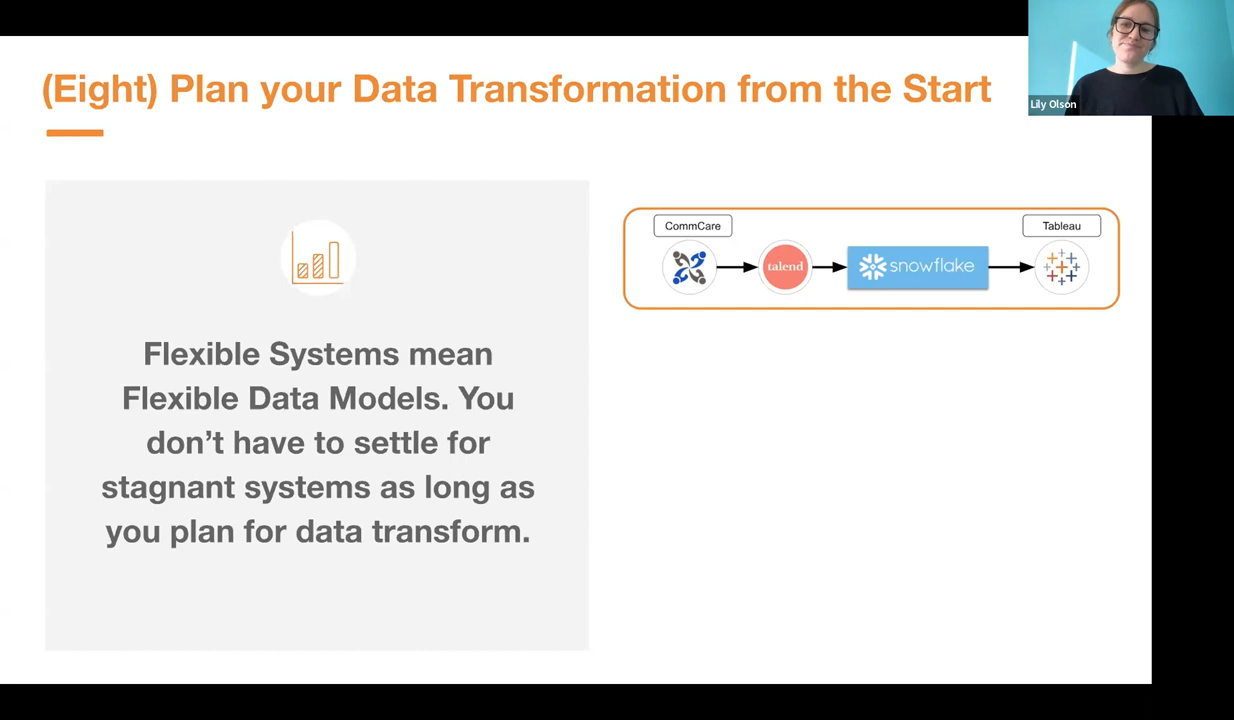 (Eight) Plan your Data Transformation from the Start
Lily Olson
Flexible Systems mean
Flexible Data Models. You
don’t have to settle for
stagnant systems as long as
you plan for data transform.
CommCare
Tableau
talend
snowflake